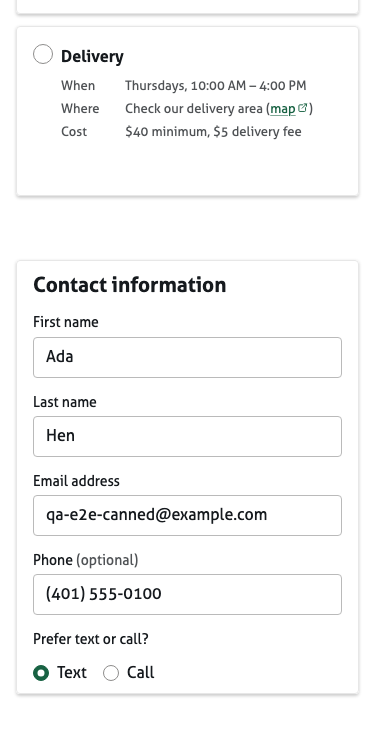 Delivery
When Thursdays, 10:00 AM – 4:00 PM
Where Check our delivery area (map)
Cost $40 minimum, $5 delivery fee
Contact information
First name
Ada
Last name
Hen
Email address
qa-e2e-canned@example.com
Phone (optional)
(401) 555-0100
Prefer text or call?
Text Call